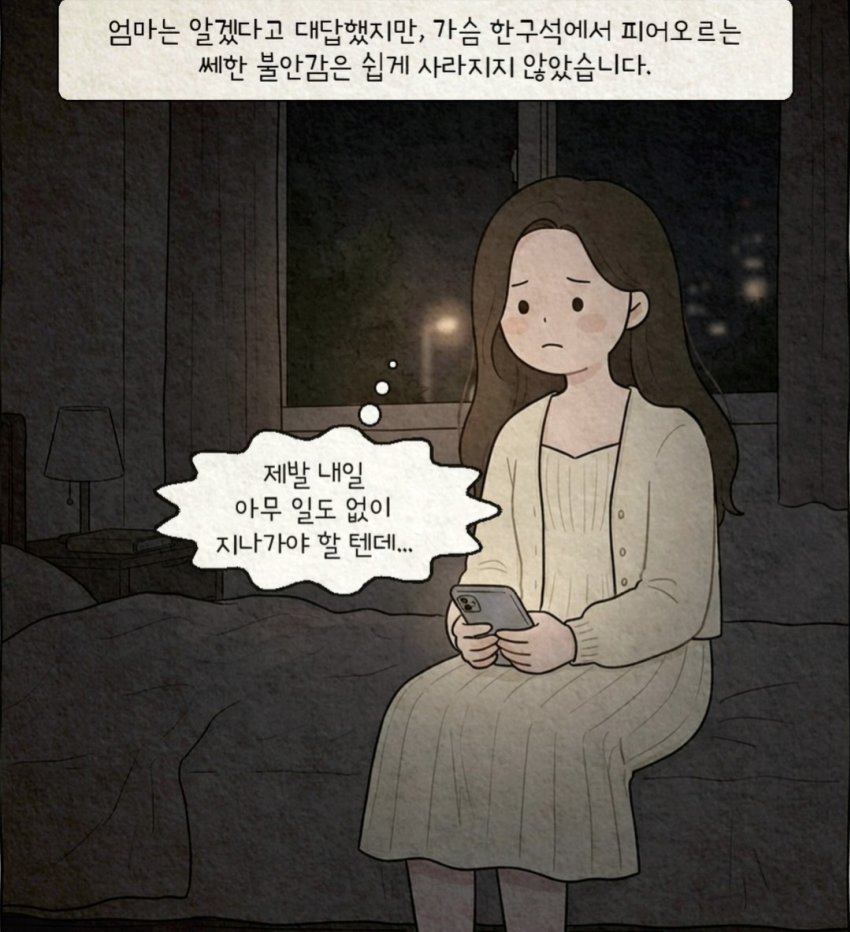 엄마는 알겠다고 대답했지만, 가슴 한구석에서 피어오르는
쎄한 불안감은 쉽게 사라지지 않았습니다.
제발 내일
아무 일도 없이
지나가야 할 텐데...